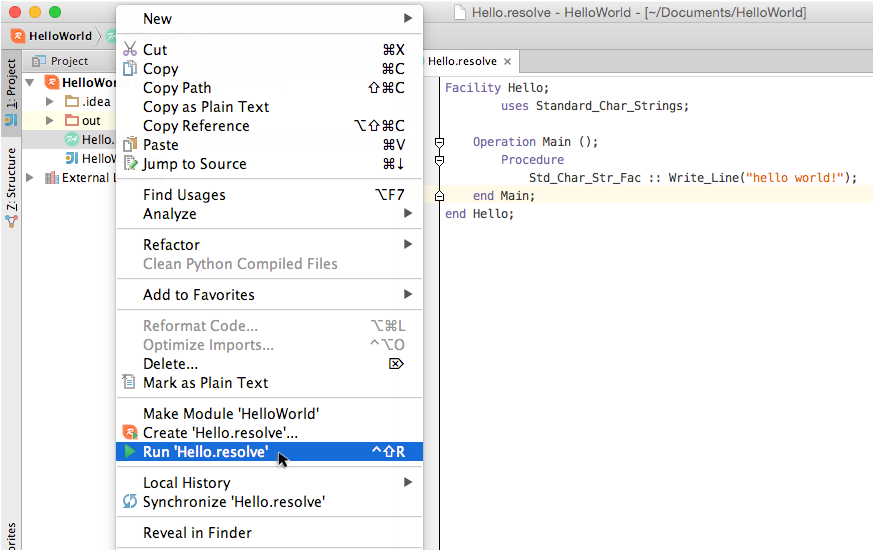 Hello.resolve - HelloWorld - [~/Documents/HelloWorld]
HelloWorld
1: Project
Z: Structure
Project
HelloWorld
.idea
out
Hello.
HelloW
External L
New
Cut ⌘X
Copy ⌘C
Copy Path ⇧⌘C
Copy as Plain Text
Copy Reference ⌥⇧⌘C
Paste ⌘V
Jump to Source ⌘↓
Find Usages ⌥F7
Analyze
Refactor
Clean Python Compiled Files
Add to Favorites
Reformat Code... ⌥⌘L
Optimize Imports... ^⌥O
Delete... ⌦
Mark as Plain Text
Make Module 'HelloWorld'
Create 'Hello.resolve'...
Run 'Hello.resolve' ^⇧R
Local History
Synchronize 'Hello.resolve'
Reveal in Finder
Hello.resolve
Facility Hello;
uses Standard_Char_Strings;
Operation Main ();
Procedure
Std_Char_Str_Fac :: Write_Line("hello world!");
end Main;
end Hello;